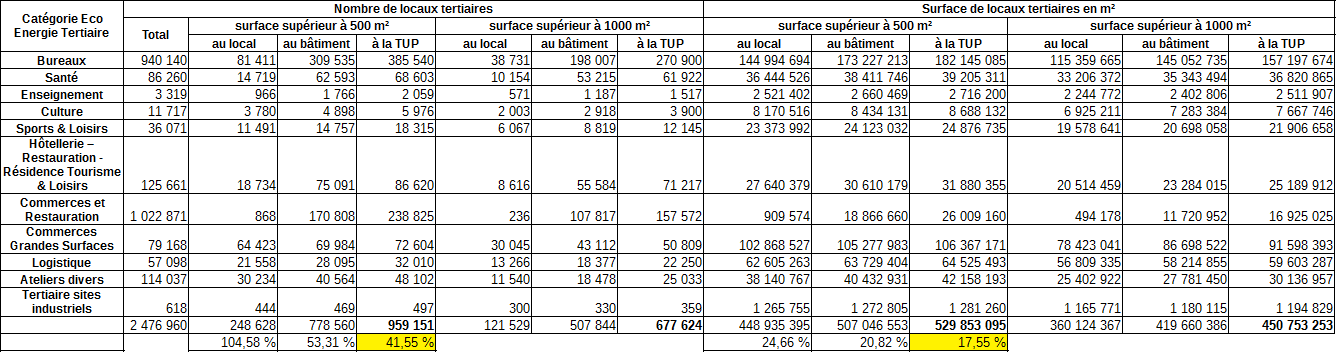 Catégorie Eco Energie Tertiaire Nombre de locaux tertiaires Surface de locaux tertiaires en m²
Total surface supérieur à 500 m² surface supérieur à 1000 m² surface supérieur à 500 m² surface supérieur à 1000 m²
au local au bâtiment à la TUP au local au bâtiment à la TUP au local au bâtiment à la TUP au local au bâtiment à la TUP
Bureaux 940 140 81 411 309 535 385 540 38 731 198 007 270 900 144 994 694 173 227 213 182 145 085 115 359 665 145 052 735 157 197 674
Santé 86 260 14 719 62 593 68 603 10 154 53 215 61 922 36 444 526 38 411 746 39 205 311 33 206 372 35 343 494 36 820 865
Enseignement 3 319 966 1 766 2 059 571 1 187 1 517 2 521 402 2 660 469 2 716 200 2 244 772 2 402 806 2 511 907
Culture 11 717 3 780 4 898 5 976 2 003 2 918 3 900 8 170 516 8 434 131 8 688 132 6 925 211 7 283 384 7 667 746
Sports & Loisirs 36 071 11 491 14 757 18 315 6 067 8 819 12 145 23 373 992 24 123 032 24 876 735 19 578 641 20 698 058 21 906 658
Hôtellerie –
Restauration -
Résidence Tourisme
& Loisirs 125 661 18 734 75 091 86 620 8 616 55 584 71 217 27 640 379 30 610 179 31 880 355 20 514 459 23 284 015 25 189 912
Commerces et
Restauration 1 022 871 868 170 808 238 825 236 107 817 157 572 909 574 18 866 660 26 009 160 494 178 11 720 952 16 925 025
Commerces
Grandes Surfaces 79 168 64 423 69 984 72 604 30 045 43 112 50 809 102 868 527 105 277 983 106 367 171 78 423 041 86 698 522 91 598 393
Logistique 57 098 21 558 28 095 32 010 13 266 18 377 22 250 62 605 263 63 729 404 64 525 493 56 809 335 58 214 855 59 603 287
Ateliers divers 114 037 30 234 40 564 48 102 11 540 18 478 25 033 38 140 767 40 432 931 42 158 193 25 402 922 27 781 450 30 136 957
Tertiaire sites
industriels 618 444 469 497 300 330 359 1 265 755 1 272 805 1 281 260 1 165 771 1 180 115 1 194 829
2 476 960 248 628 778 560 959 151 121 529 507 844 677 624 448 935 395 507 046 553 529 853 095 360 124 367 419 660 386 450 753 253
104,58 % 53,31 % 41,55 % 24,66 % 20,82 % 17,55 %